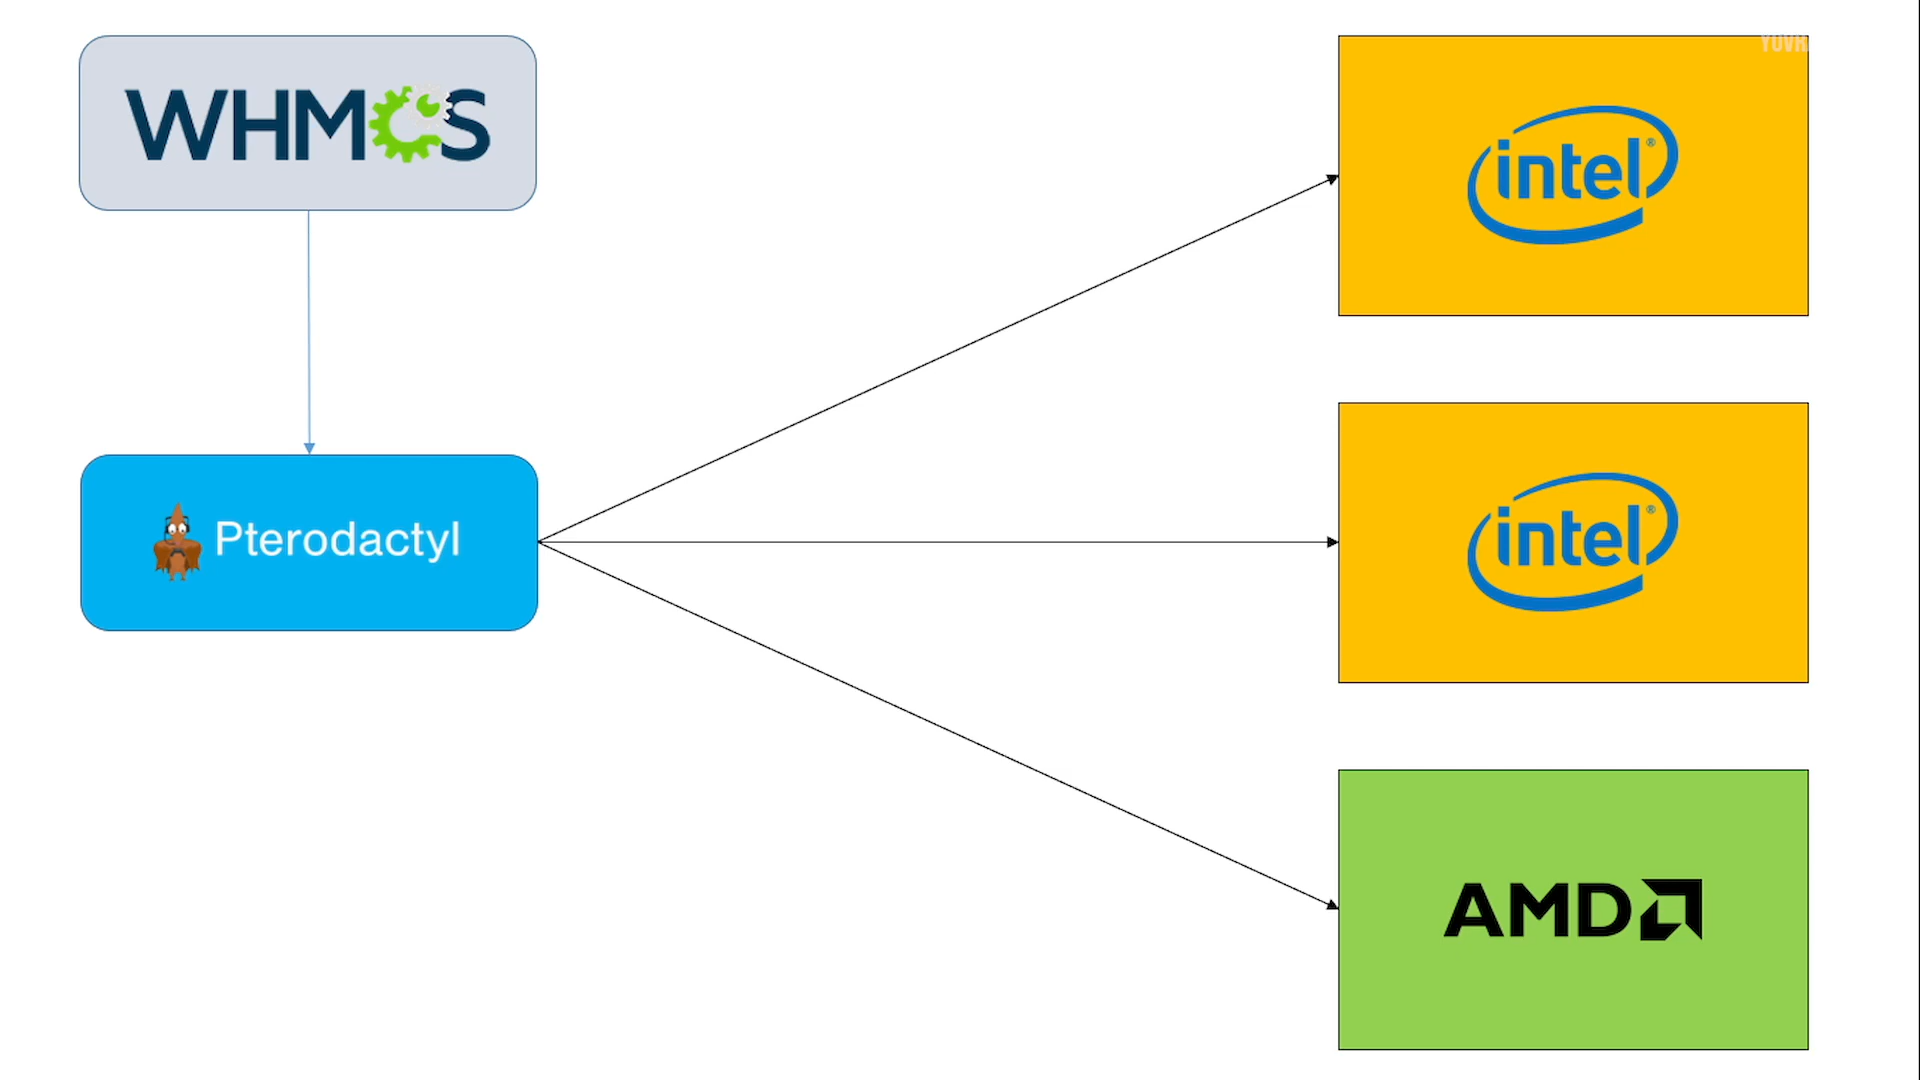 WHMCS
Pterodactyl
intel®
intel®
AMD